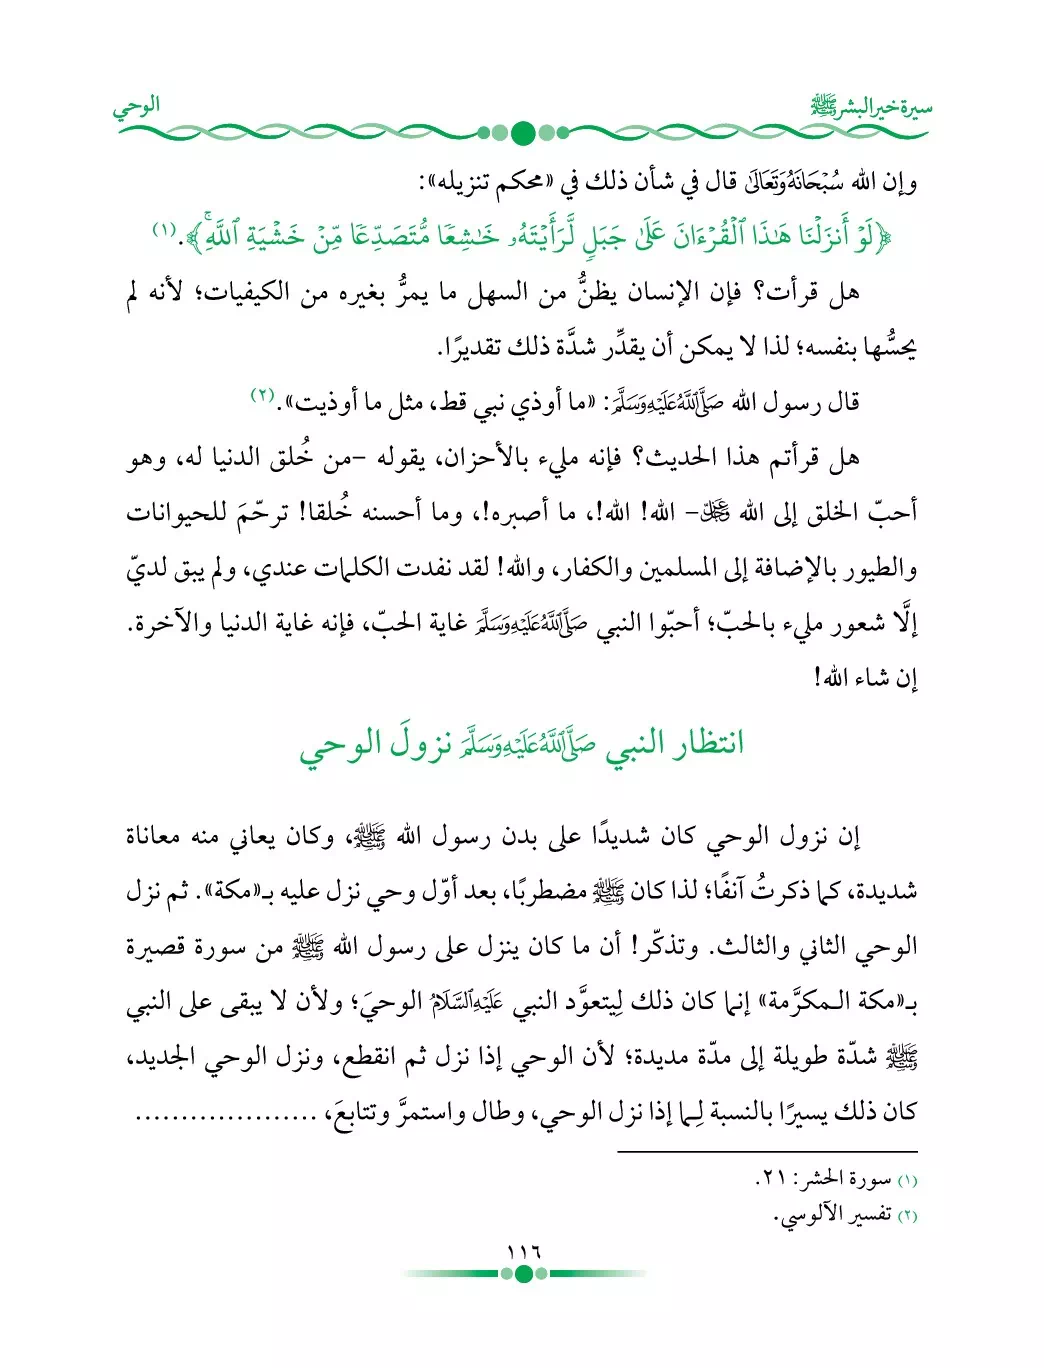 سيرة خير البشر ﷺ
الوحي
وإن الله سُبْحَانَهُ وَتَعَالَىٰ قال في شأن ذلك في «محكم تنزيله»:
﴿لَوۡ أَنزَلۡنَا هَٰذَا ٱلۡقُرۡءَانَ عَلَىٰ جَبَلٖ لَّرَأَيۡتَهُۥ خَٰشِعٗا مُّتَصَدِّعٗا مِّنۡ خَشۡيَةِ ٱللَّهِۚ﴾.(١)
هل قرأت؟ فإن الإنسان يظنُّ من السهل ما يمرُّ بغيره من الكيفيات؛ لأنه لم
يحسُّها بنفسه؛ لذا لا يمكن أن يقدِّر شدَّة ذلك تقديرًا.
قال رسول الله صَلَّى اللَّهُ عَلَيْهِ وَسَلَّمَ: «ما أوذي نبي قط، مثل ما أوذيت».(٢)
هل قرأتم هذا الحديث؟ فإنه مليء بالأحزان، يقوله -من خُلق الدنيا له، وهو
أحبّ الخلق إلى الله عَزَّوَجَلَّ- الله! الله!، ما أصبره!، وما أحسنه خُلقا! ترحّمَ للحيوانات
والطيور بالإضافة إلى المسلمين والكفار، والله! لقد نفدت الكلمات عندي، ولم يبق لديّ
إلَّا شعور مليء بالحبّ؛ أحبّوا النبي صَلَّى اللَّهُ عَلَيْهِ وَسَلَّمَ غاية الحبّ، فإنه غاية الدنيا والآخرة.
إن شاء الله!
انتظار النبي صَلَّى اللَّهُ عَلَيْهِ وَسَلَّمَ نزولَ الوحي
إن نزول الوحي كان شديدًا على بدن رسول الله ﷺ، وكان يعاني منه معاناة
شديدة، كما ذكرتُ آنفًا؛ لذا كان ﷺ مضطربًا، بعد أوّل وحي نزل عليه بـ«مكة». ثم نزل
الوحي الثاني والثالث. وتذكّر! أن ما كان ينزل على رسول الله ﷺ من سورة قصيرة
بـ«مكة الـمكرَّمة» إنما كان ذلك لِيتعوَّد النبي عَلَيْهِ السَّلَامُ الوحيَ؛ ولأن لا يبقى على النبي
ﷺ شدّة طويلة إلى مدّة مديدة؛ لأن الوحي إذا نزل ثم انقطع، ونزل الوحي الجديد،
كان ذلك يسيرًا بالنسبة لِـما إذا نزل الوحي، وطال واستمرَّ وتتابعَ، ....................
(١) سورة الحشر: ٢١.
(٢) تفسير الآلوسي.
١١٦